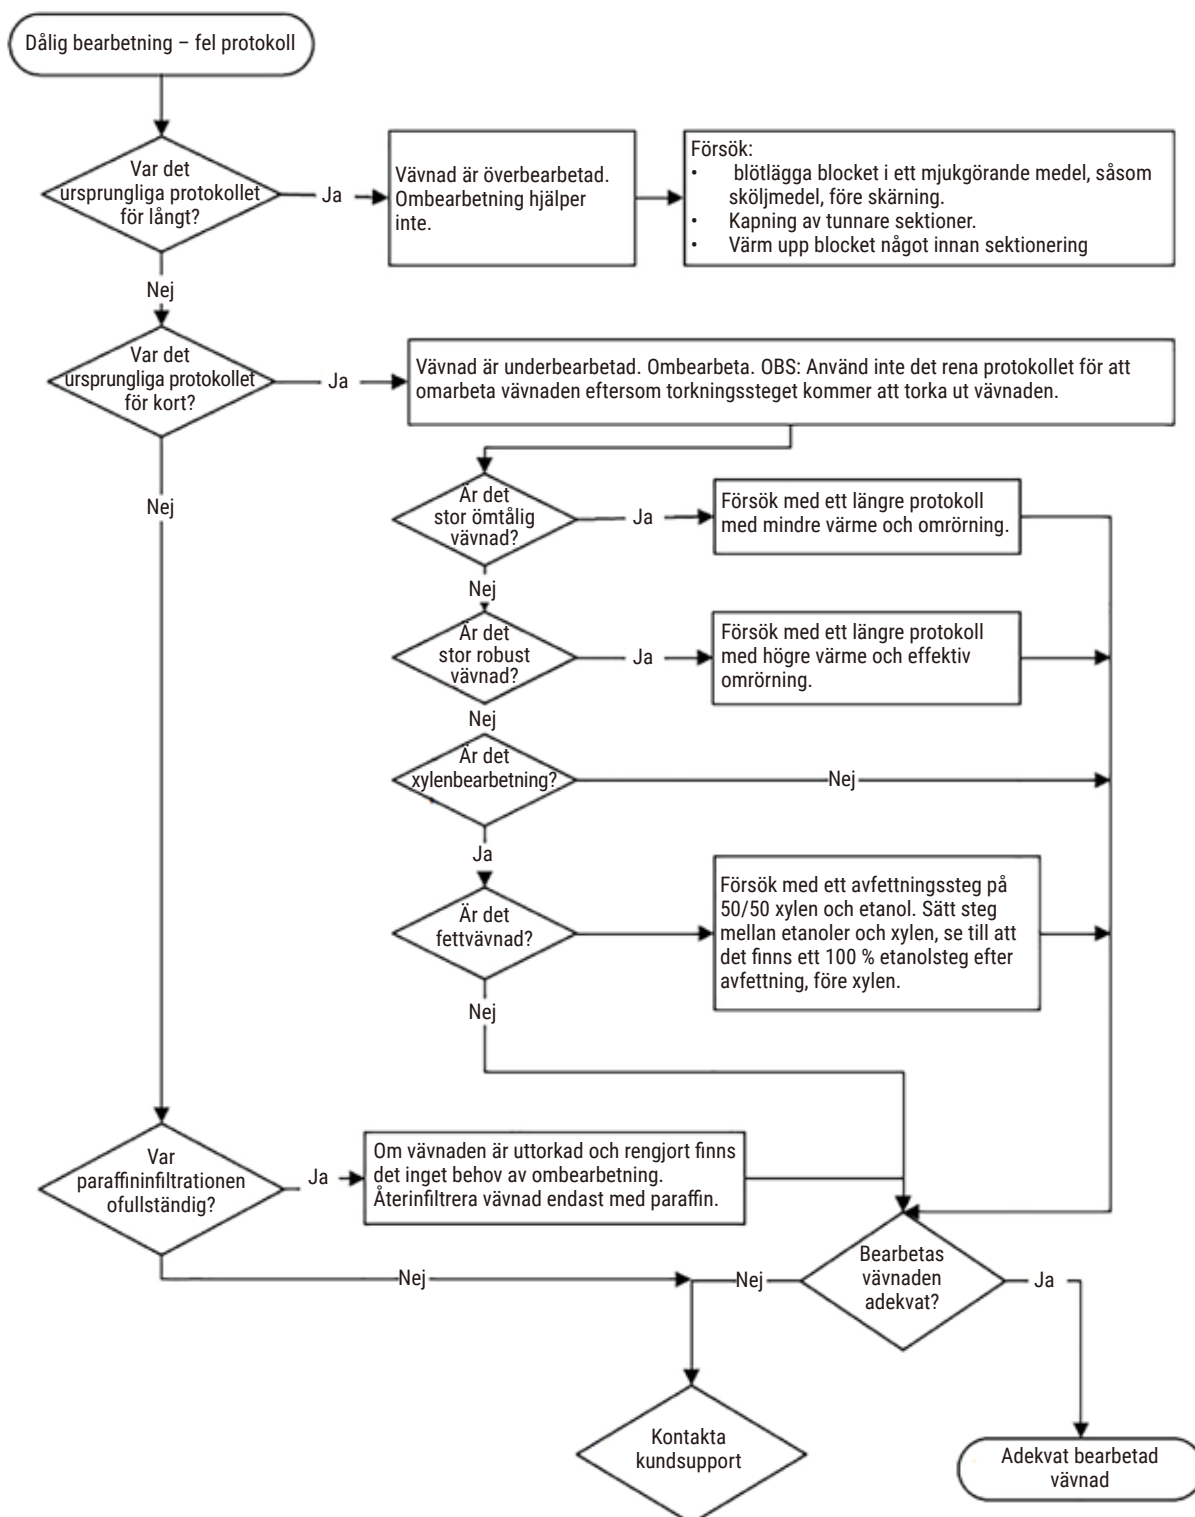 Dålig bearbetning – fel protokoll
Var det
ursprungliga protokollet
för långt?
Ja
Vävnad är överbearbetad.
Ombearbetning hjälper
inte.
Försök:
• blötlägga blocket i ett mjukgörande medel, såsom
sköljmedel, före skärning.
• Kapning av tunnare sektioner.
• Värm upp blocket något innan sektionering
Nej
Var det
ursprungliga protokollet
för kort?
Ja
Vävnad är underbearbetad. Ombearbeta. OBS: Använd inte det rena protokollet för att
omarbeta vävnaden eftersom torkningssteget kommer att torka ut vävnaden.
Nej
Är det
stor ömtålig
vävnad?
Ja
Försök med ett längre protokoll
med mindre värme och omrörning.
Nej
Är det
stor robust
vävnad?
Ja
Försök med ett längre protokoll
med högre värme och effektiv
omrörning.
Nej
Är det
xylenbearbetning?
Nej
Ja
Är det
fettvävnad?
Försök med ett avfettningssteg på
50/50 xylen och etanol. Sätt steg
mellan etanoler och xylen, se till att
det finns ett 100 % etanolsteg efter
avfettning, före xylen.
Nej
Var
paraffininfiltrationen
ofullständig?
Ja
Om vävnaden är uttorkad och rengjort finns
det inget behov av ombearbetning.
Återinfiltrera vävnad endast med paraffin.
Nej
Bearbetas
vävnaden
adekvat?
Nej
Ja
Kontakta
kundsupport
Adekvat bearbetad
vävnad